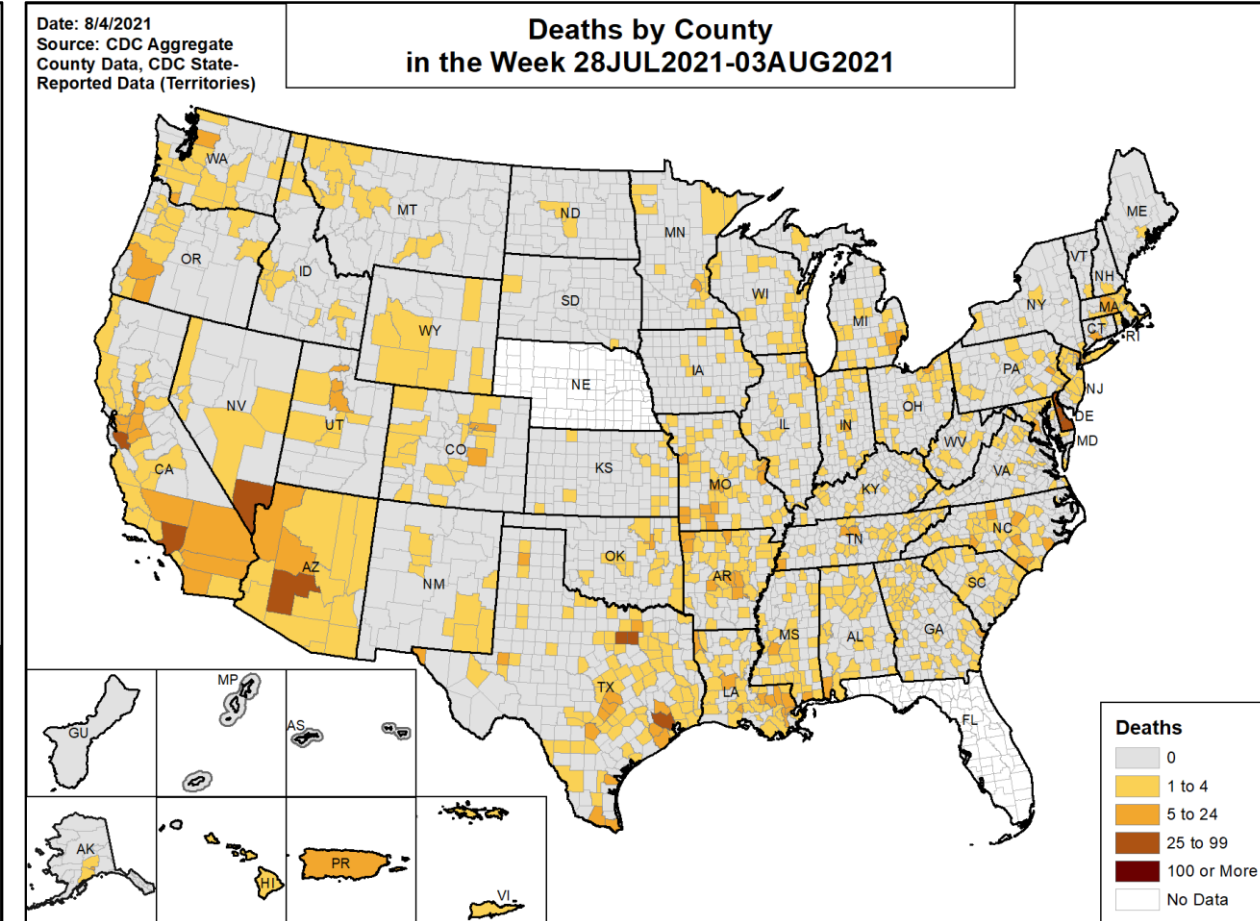 Date: 8/4/2021
Source: CDC Aggregate
County Data, CDC State-
Reported Data (Territories)
Deaths by County
in the Week 28JUL2021-03AUG2021
WA
MT
ND
MN
ME
OR
ID
SD
WI
VT
NH
WY
MI
NY
MA
CT
RI
NE
IA
PA
NJ
NV
UT
CO
IL
IN
OH
DE
MD
CA
KS
MO
WV
VA
KY
AZ
NM
OK
AR
TN
NC
SC
TX
LA
MS
AL
GA
FL
GU
MP
AS
AK
HI
PR
VI
Deaths
0
1 to 4
5 to 24
25 to 99
100 or More
No Data